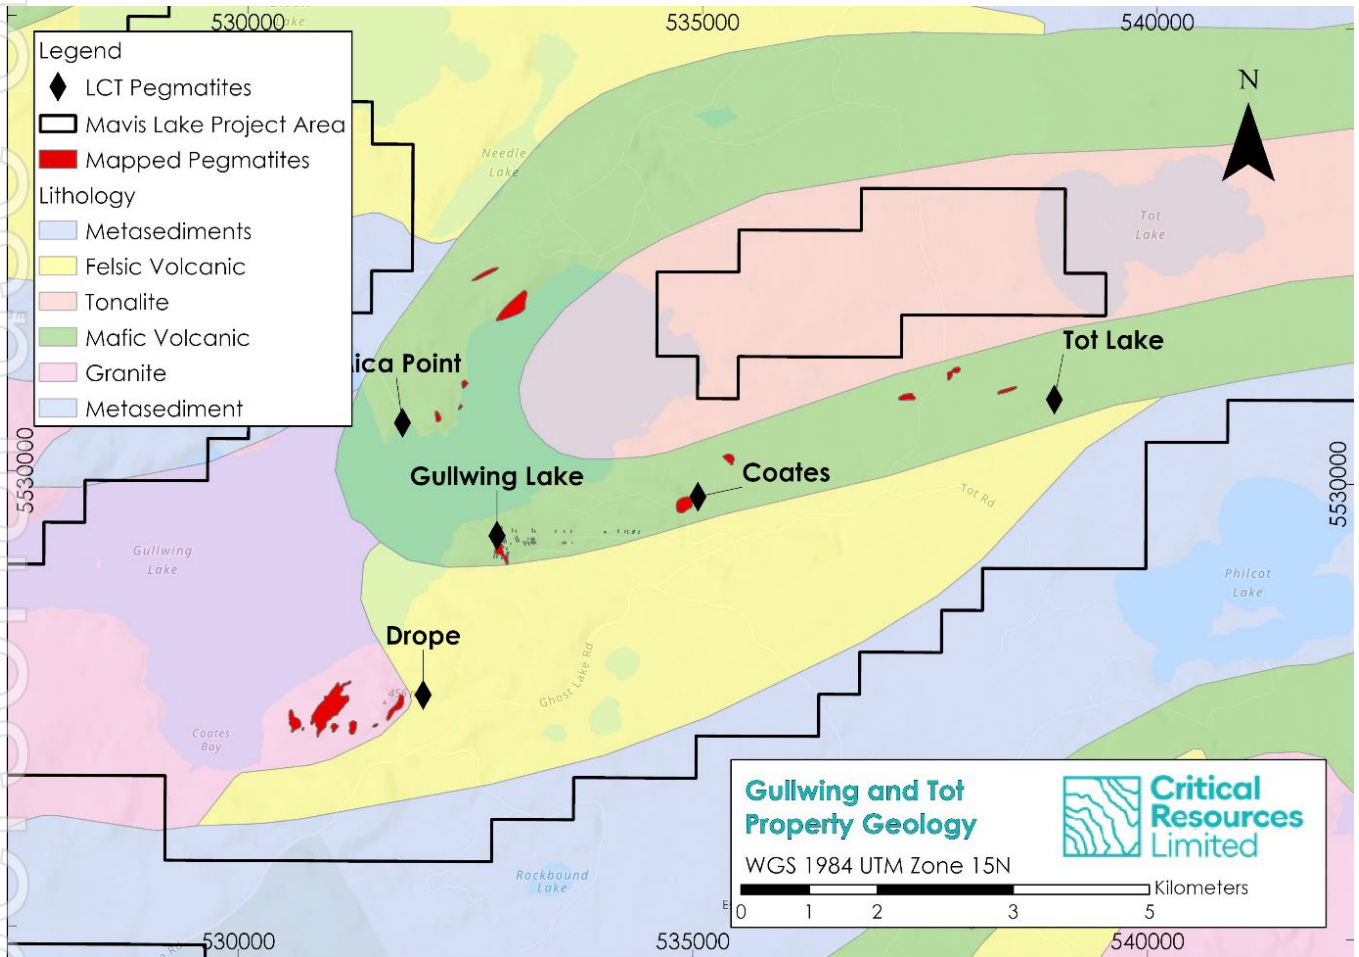 530000
535000
540000
Legend
LCT Pegmatites
Mavis Lake Project Area
Mapped Pegmatites
Lithology
Metasediments
Felsic Volcanic
Tonalite
Mafic Volcanic
Granite
Metasediment
N
Needle
Lake
Tot
Lake
ica Point
Tot Lake
Gullwing Lake
Coates
5530000
5530000
Tot Rd
Gullwing
Lake
Philcot
Lake
Drope
Ghost Lake Rd
Coates
Bay
Rockbound
Lake
Gullwing and Tot
Property Geology
WGS 1984 UTM Zone 15N
Kilometers
0 1 2 3 5
Critical
Resources
Limited
530000
535000
540000